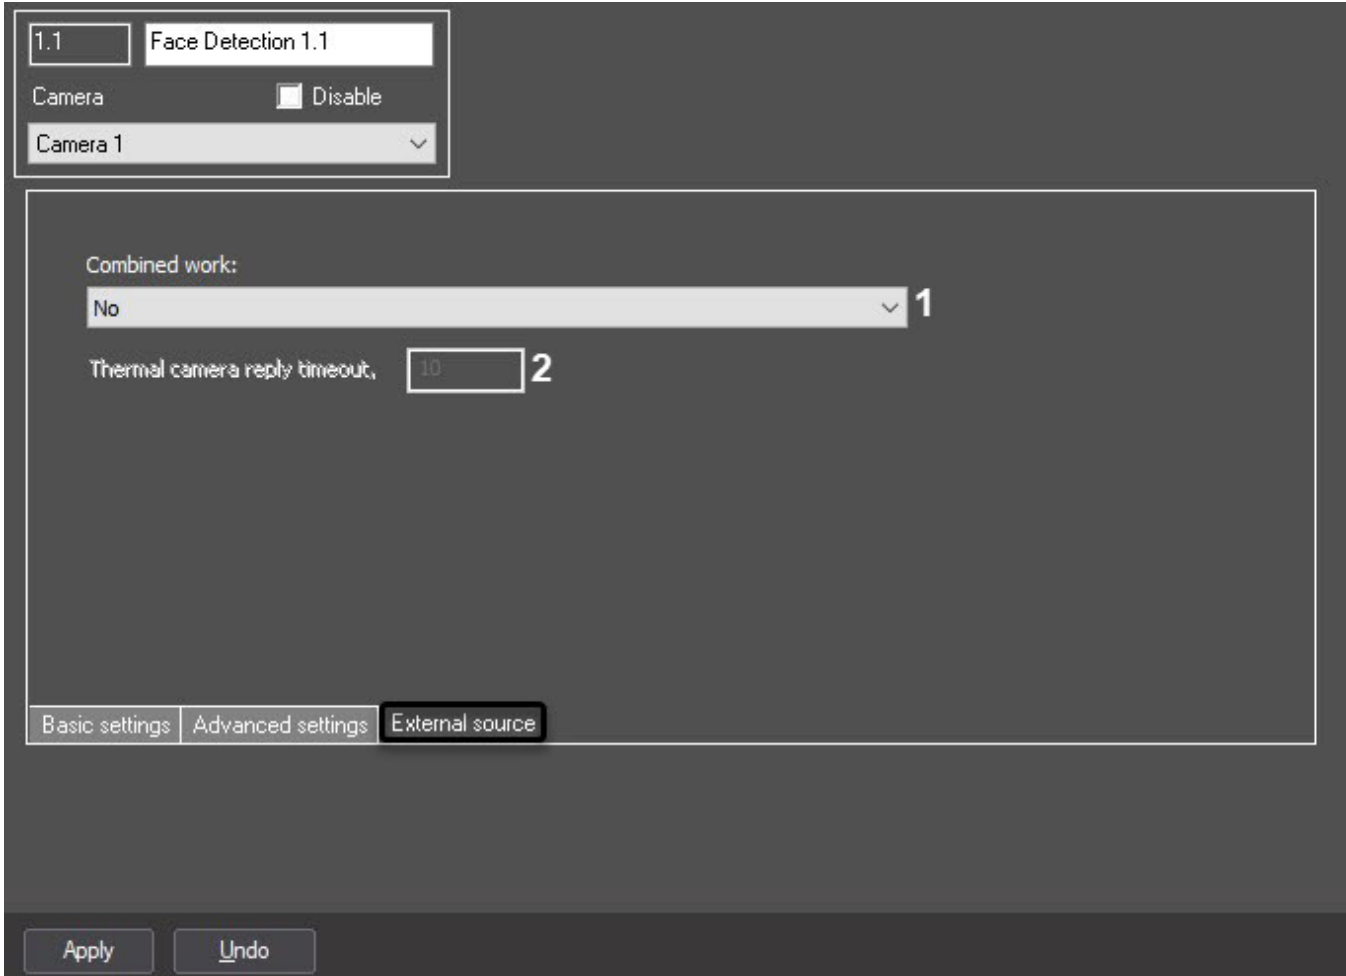 1.1 Face Detection 1.1
Camera Disable
Camera 1
Combined work:
No 1
Thermal camera reply timeout, 10 2
Basic settings Advanced settings External source
Apply Undo